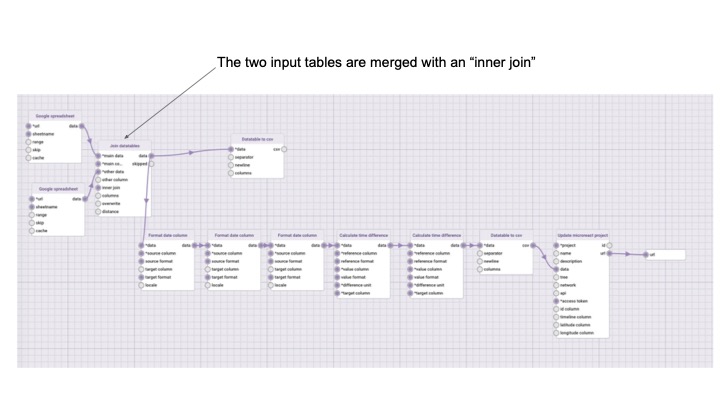 The two input tables are merged with an “inner join”
Google spreadsheet
*url data
sheetname
range
skip
cache
Google spreadsheet
*url data
sheetname
range
skip
cache
Join datatables
*main data data
*main co... skipped
*other data
other column
inner join
columns
overwrite
distance
Datatable to csv
*data csv
separator
newline
columns
Format date column
*data data
*source column
source format
target column
target format
locale
Format date column
*data data
*source column
source format
target column
target format
locale
Format date column
*data data
*source column
source format
target column
target format
locale
Calculate time difference
*data data
*reference column
reference format
*value column
value format
*difference unit
*target column
Calculate time difference
*data data
*reference column
reference format
*value column
value format
*difference unit
*target column
Datatable to csv
*data csv
separator
newline
columns
Update microreact project
*project id
name url
description
data
tree
network
api
*access token
id column
timeline column
latitude column
longitude column
url